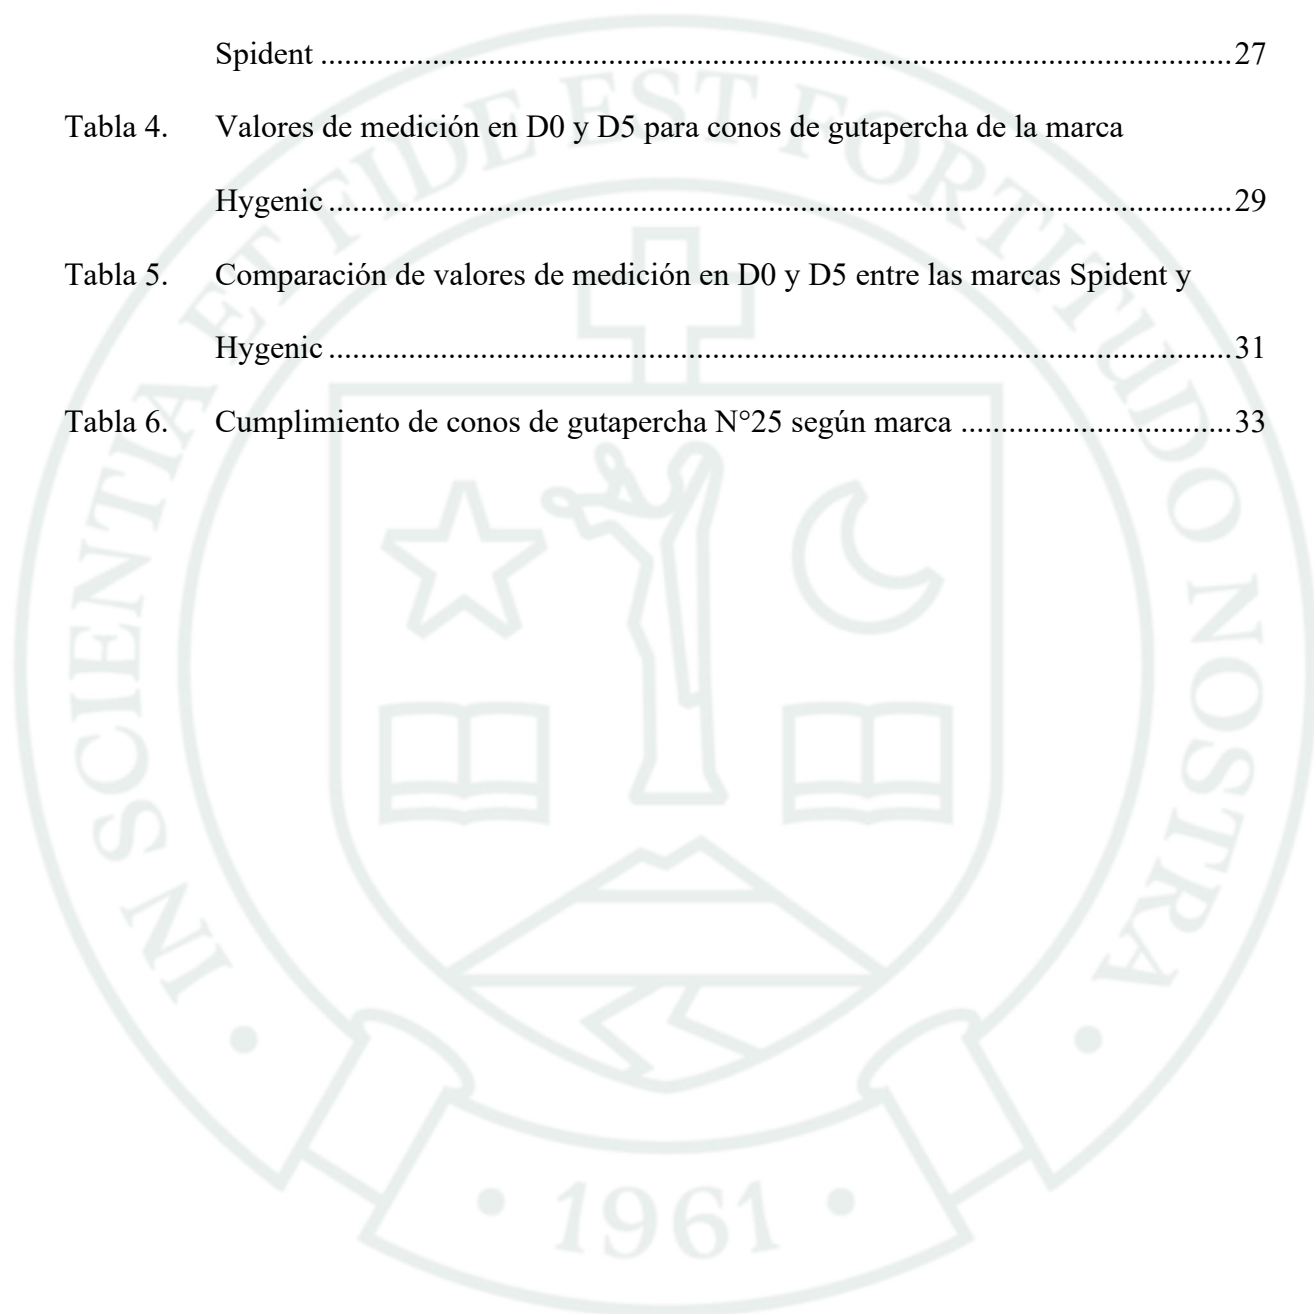 Spident ..................................................................................................................27
Tabla 4. Valores de medición en D0 y D5 para conos de gutapercha de la marca
Hygenic .................................................................................................................29
Tabla 5. Comparación de valores de medición en D0 y D5 entre las marcas Spident y
Hygenic .................................................................................................................31
Tabla 6. Cumplimiento de conos de gutapercha N°25 según marca ..................................33
IN SCIENTIA ET FIDE EST FORTITUDO NOSTRA
• 1961 •